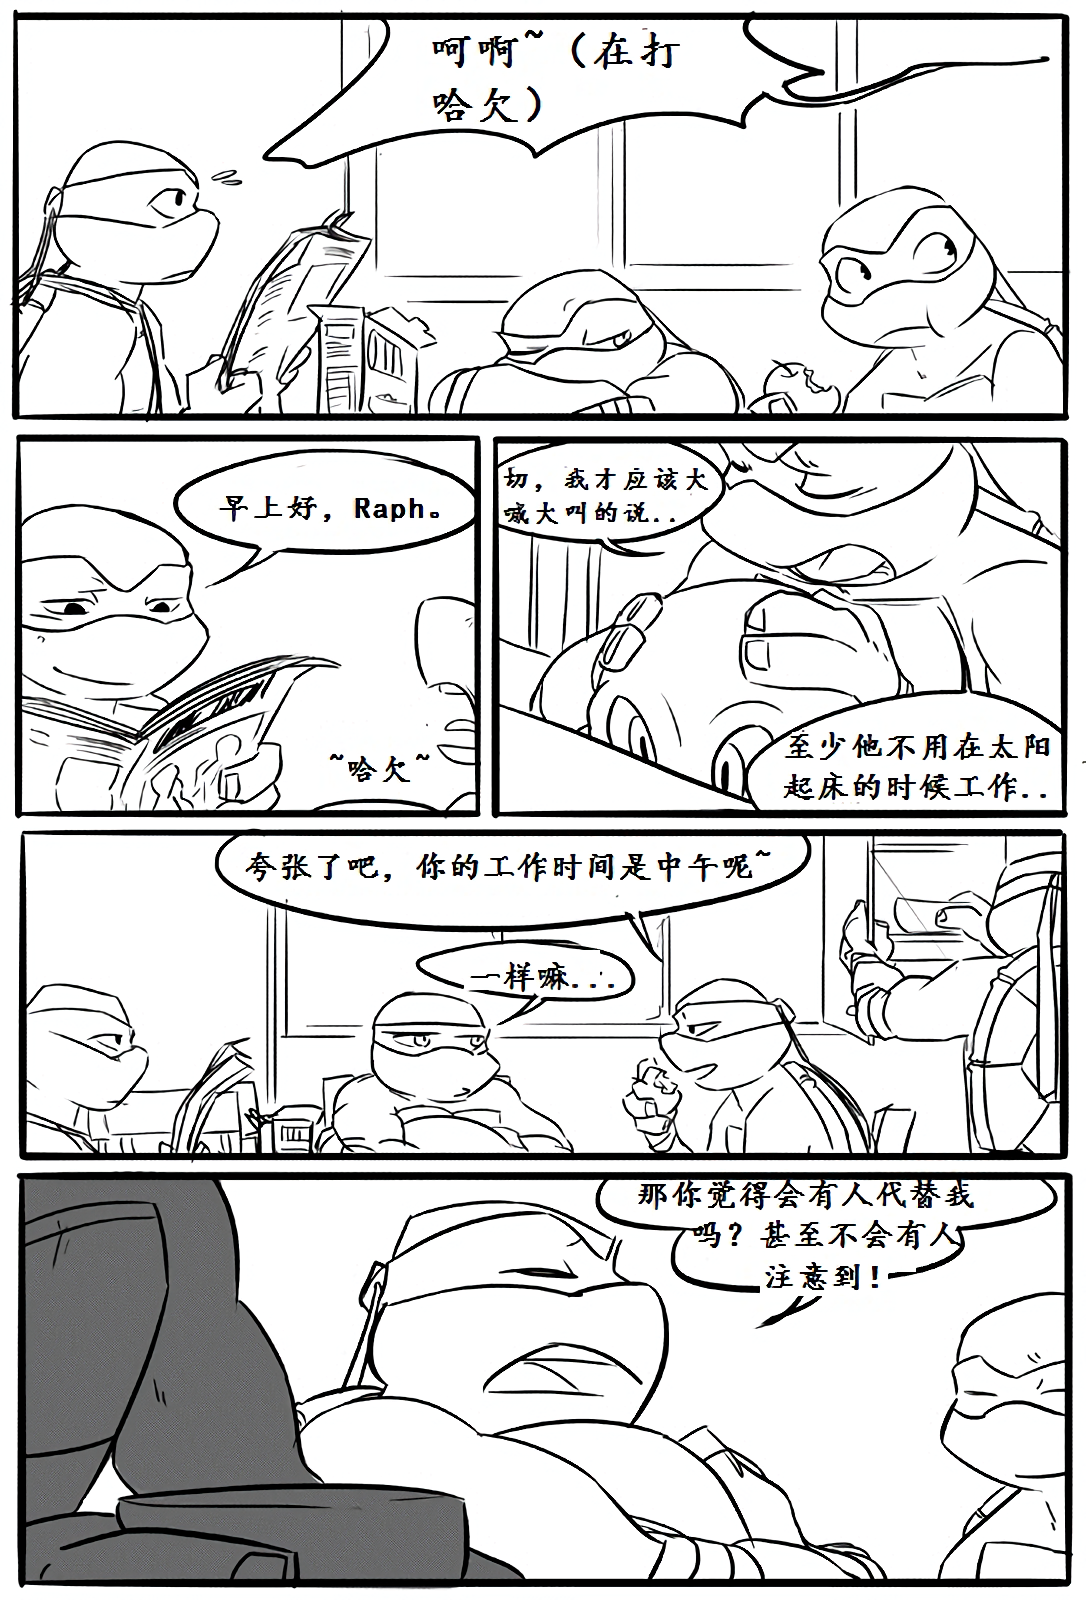 呵啊~（在打
哈欠）
早上好，Raph。
~哈欠~
切，我才应该大
喊大叫的说..
至少他不用在太阳
起床的时候工作..
夸张了吧，你的工作时间是中午呢~
一样嘛...
那你觉得会有人代替我
吗？甚至不会有人
注意到！